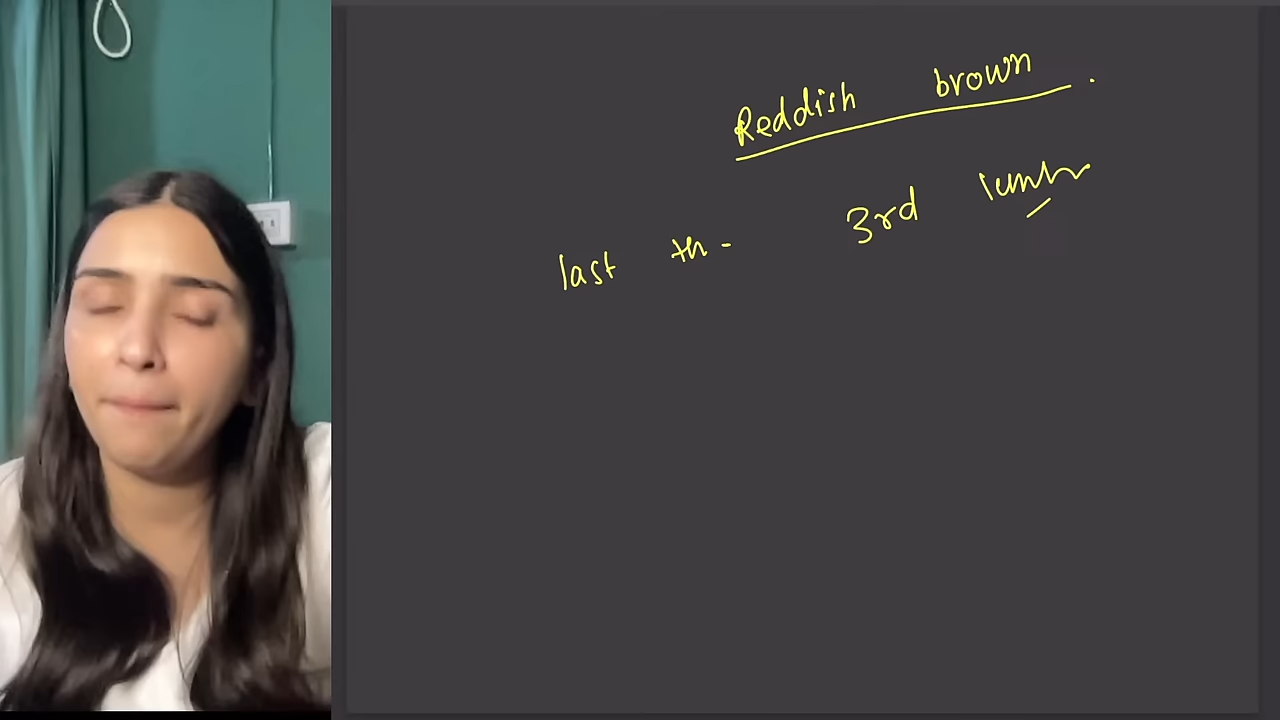 Reddish brown.
last th- 3rd